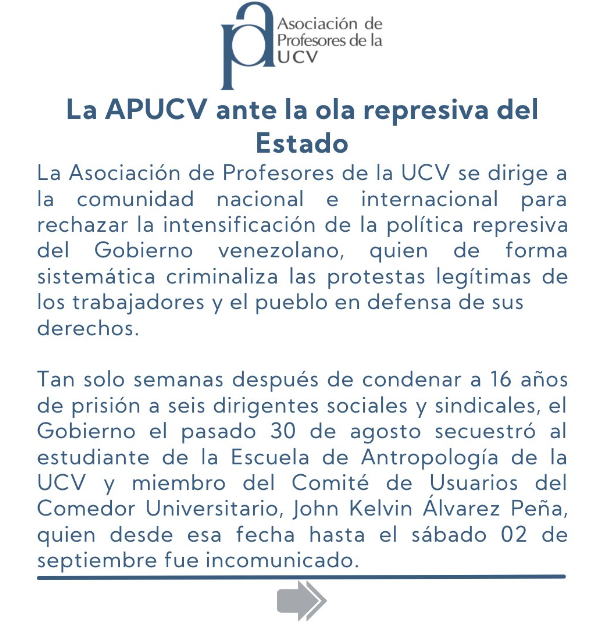 Asociación de
Profesores de la
UCV
La APUCV ante la ola represiva del
Estado
La Asociación de Profesores de la UCV se dirige a
la comunidad nacional e internacional para
rechazar la intensificación de la política represiva
del Gobierno venezolano, quien de forma
sistemática criminaliza las protestas legítimas de
los trabajadores y el pueblo en defensa de sus
derechos.
Tan solo semanas después de condenar a 16 años
de prisión a seis dirigentes sociales y sindicales, el
Gobierno el pasado 30 de agosto secuestró al
estudiante de la Escuela de Antropología de la
UCV y miembro del Comité de Usuarios del
Comedor Universitario, John Kelvin Álvarez Peña,
quien desde esa fecha hasta el sábado 02 de
septiembre fue incomunicado.